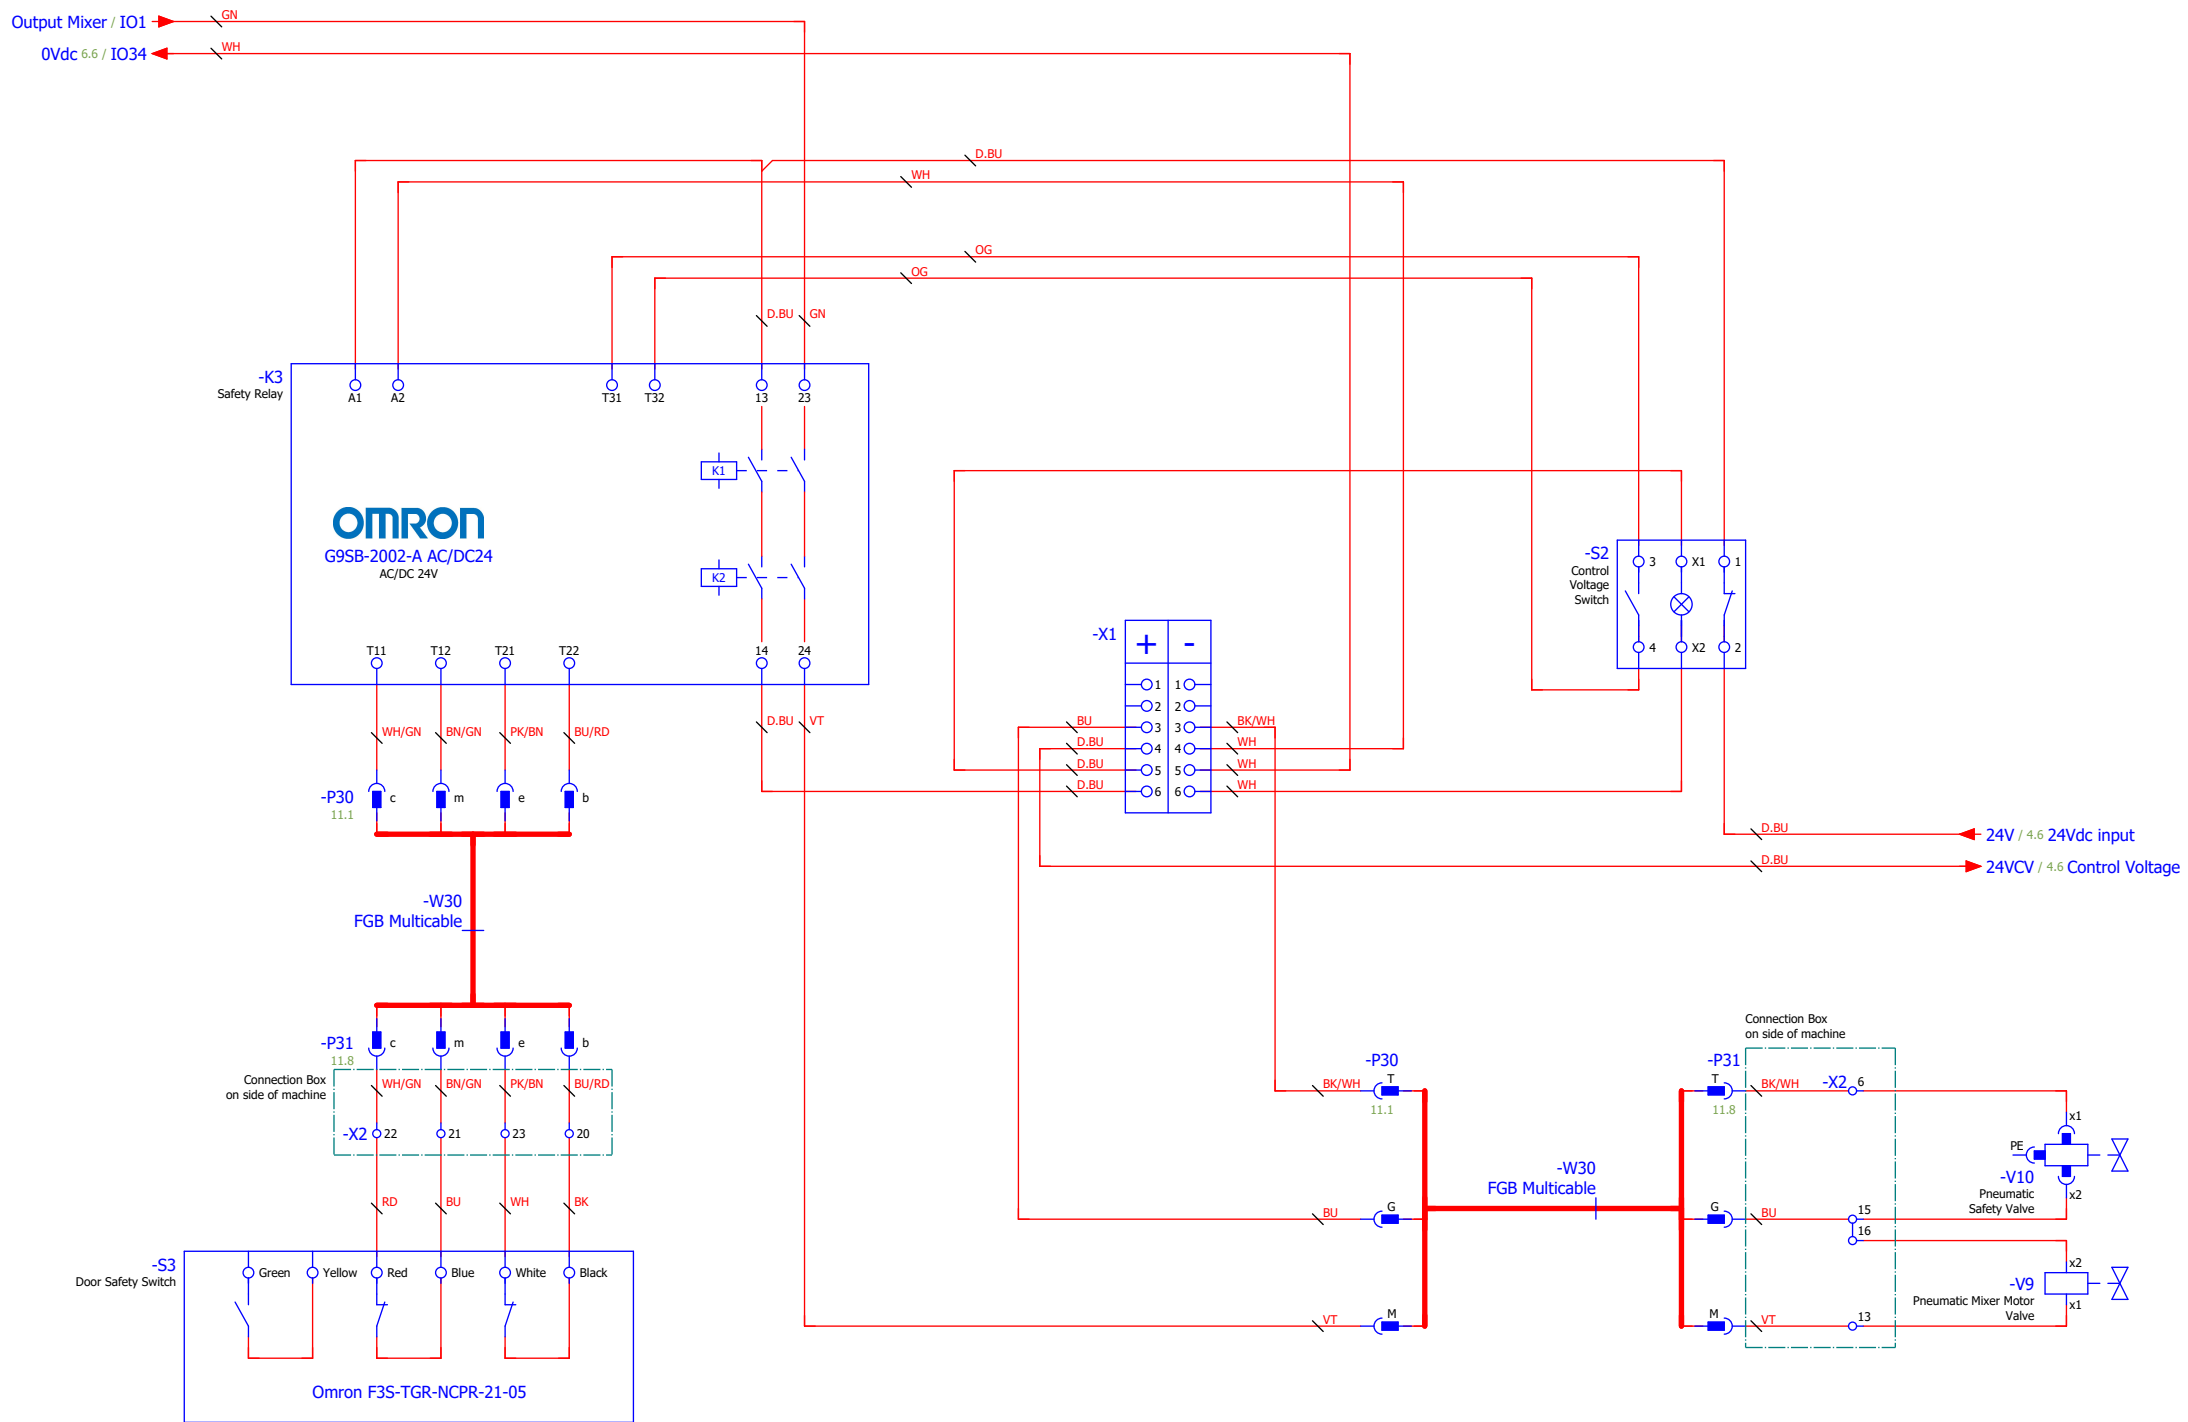 Output Mixer / IO1
GN
0Vdc 6.6 / IO34
WH
D.BU
WH
OG
OG
D.BU
GN
-K3
Safety Relay
A1
A2
T31
T32
13
23
K1
OMRON
G9SB-2002-A AC/DC24
AC/DC 24V
K2
T11
T12
T21
T22
14
24
-S2
Control
Voltage
Switch
3
X1
1
4
X2
2
-X1
+
-
1
1
2
2
BU
3
3
BK/WH
D.BU
4
4
WH
D.BU
5
5
WH
D.BU
6
6
WH
WH/GN
BN/GN
PK/BN
BU/RD
D.BU
VT
-P30
11.1
c
m
e
b
D.BU
24V / 4.6 24Vdc input
D.BU
24VCV / 4.6 Control Voltage
-W30
FGB Multicable
-P31
11.8
c
m
e
b
Connection Box
on side of machine
WH/GN
BN/GN
PK/BN
BU/RD
-X2
22
21
23
20
RD
BU
WH
BK
-S3
Door Safety Switch
Green
Yellow
Red
Blue
White
Black
Omron F3S-TGR-NCPR-21-05
Connection Box
on side of machine
-P30
T
11.1
BK/WH
-P31
T
11.8
BK/WH
-X2
6
x1
PE
-V10
Pneumatic
Safety Valve
x2
-W30
FGB Multicable
BU
G
G
BU
15
16
x2
-V9
Pneumatic Mixer Motor
Valve
x1
VT
M
M
VT
13